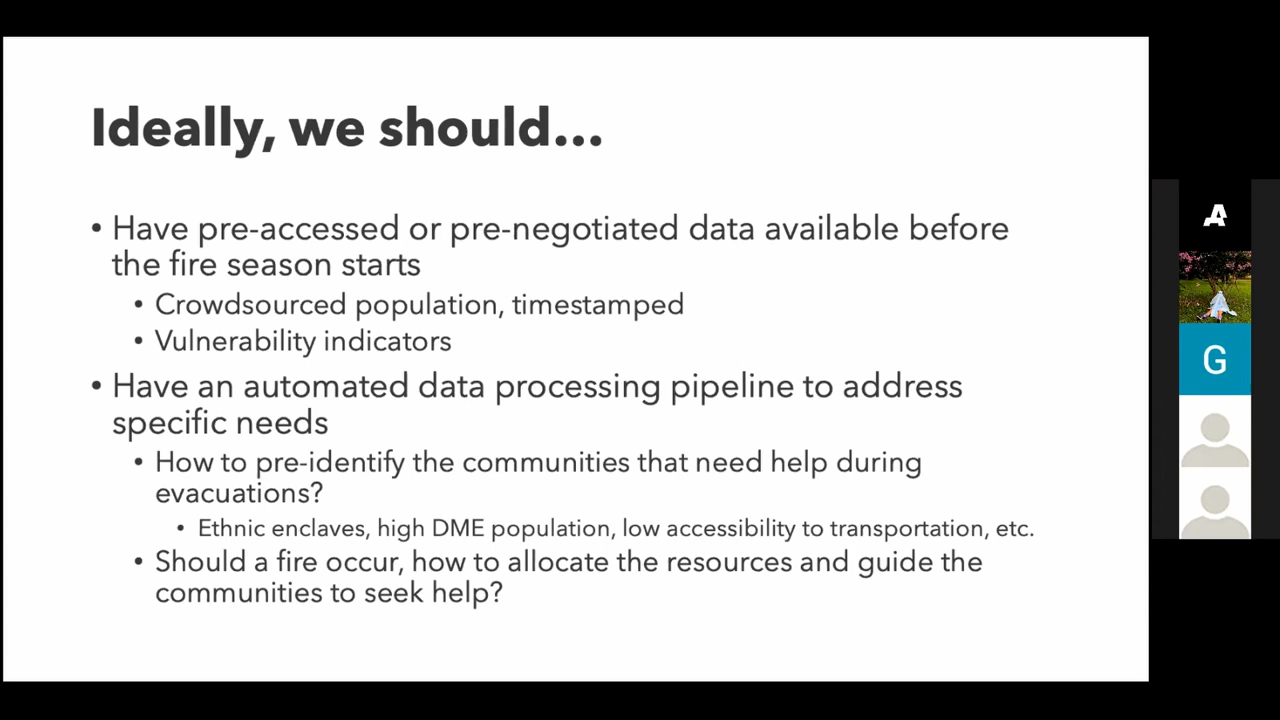 Ideally, we should...
• Have pre-accessed or pre-negotiated data available before
the fire season starts
• Crowdsourced population, timestamped
• Vulnerability indicators
• Have an automated data processing pipeline to address
specific needs
• How to pre-identify the communities that need help during
evacuations?
• Ethnic enclaves, high DME population, low accessibility to transportation, etc.
• Should a fire occur, how to allocate the resources and guide the
communities to seek help?
A
G